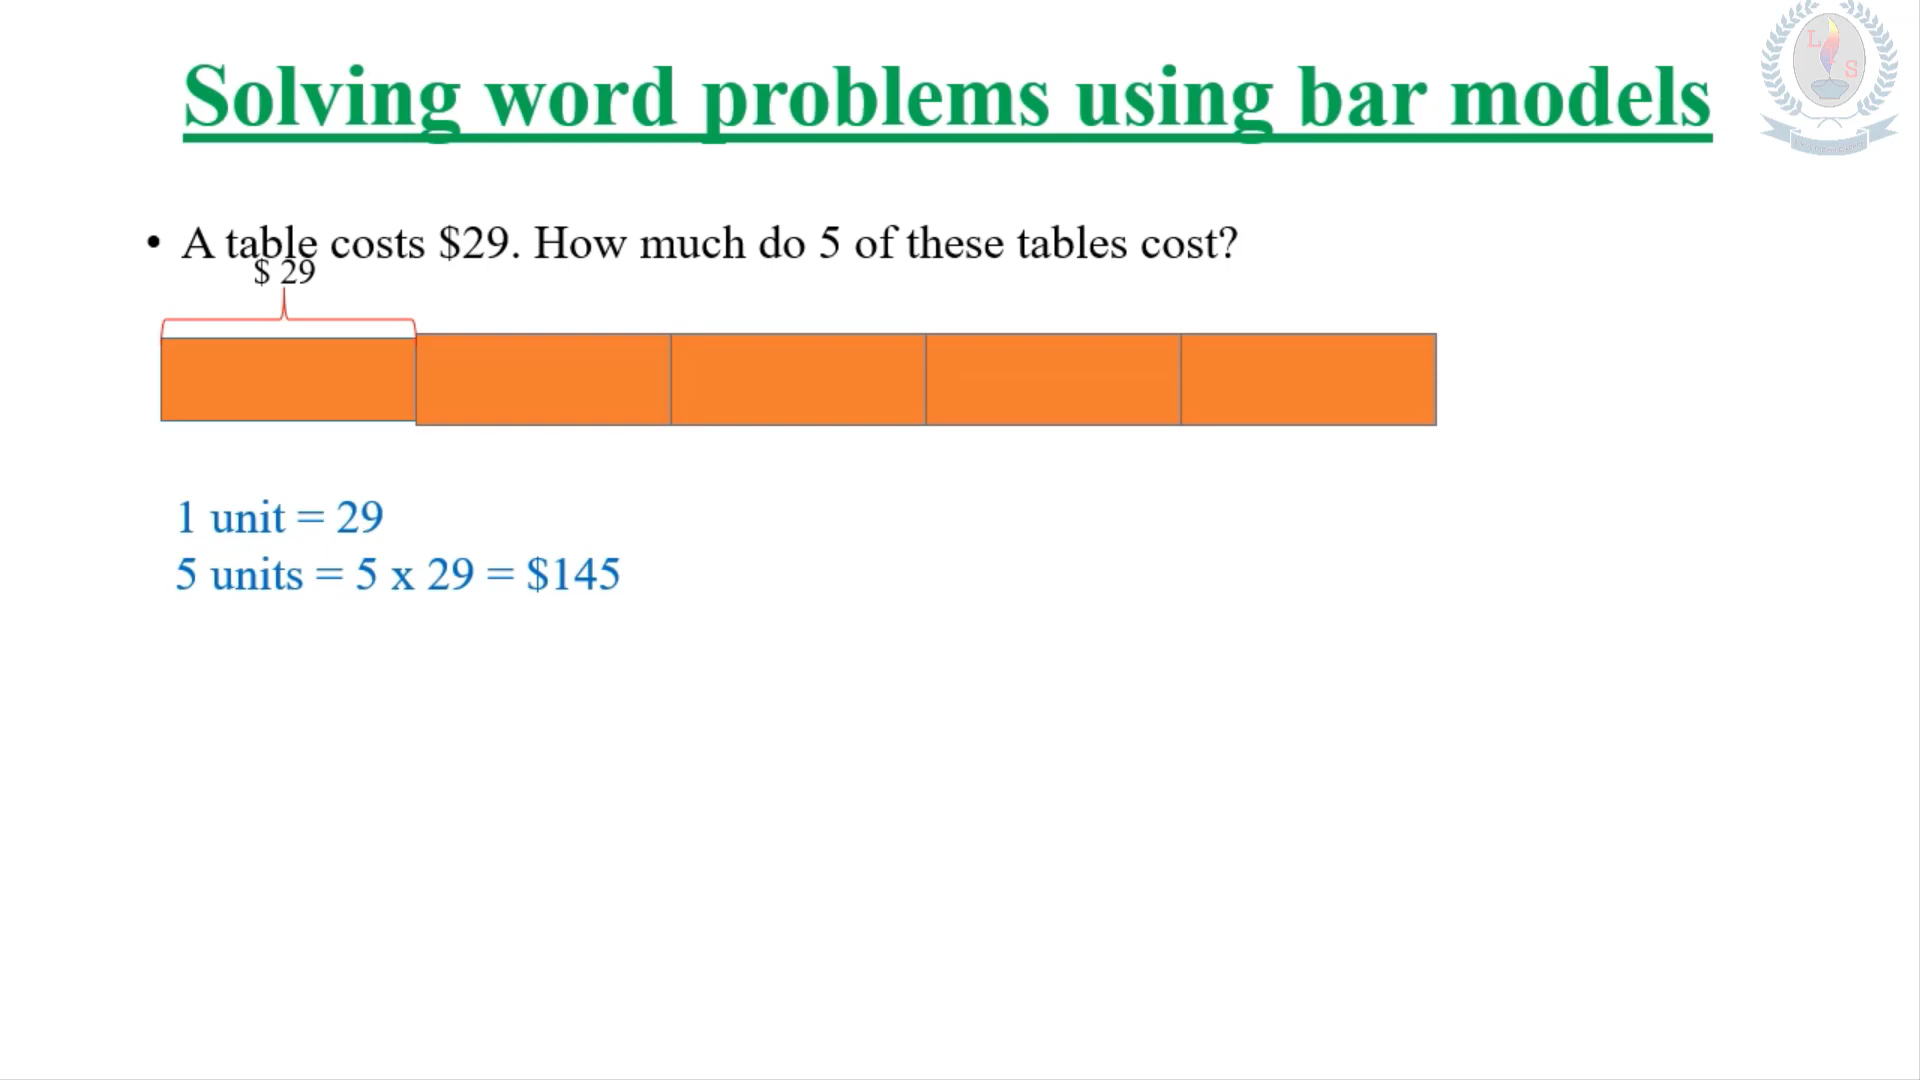 Solving word problems using bar models
L
S
• A table costs $29. How much do 5 of these tables cost?
$ 29
1 unit = 29
5 units = 5 x 29 = $145